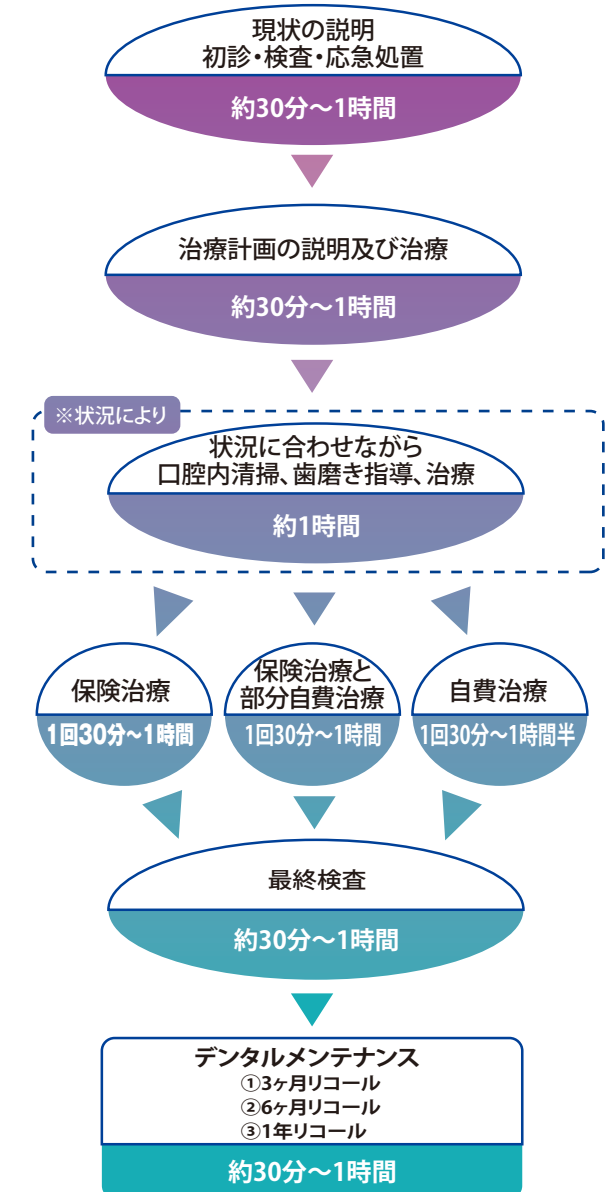 現状の説明
初診・検査・応急処置
約30分～1時間
治療計画の説明及び治療
約30分～1時間
※状況により
状況に合わせながら
口腔内清掃、歯磨き指導、治療
約1時間
保険治療
1回30分～1時間
保険治療と
部分自費治療
1回30分～1時間
自費治療
1回30分～1時間半
最終検査
約30分～1時間
デンタルメンテナンス
①3ヶ月リコール
②6ヶ月リコール
③1年リコール
約30分～1時間